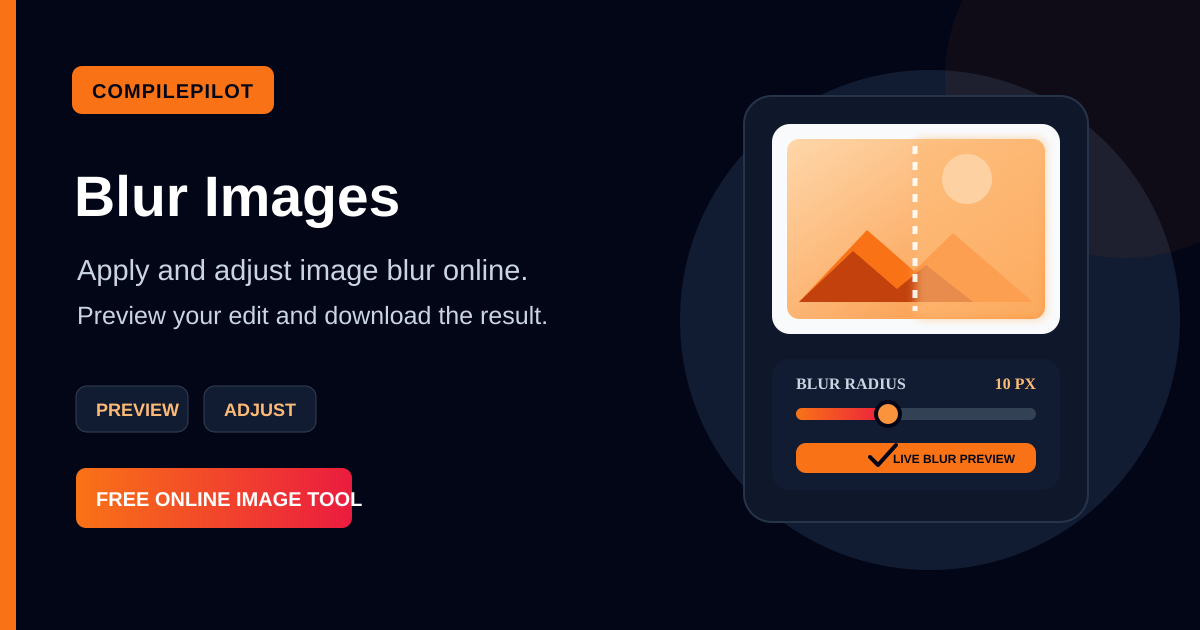 COMPILEPILOT
Blur Images
Apply and adjust image blur online.
Preview your edit and download the result.
PREVIEW
ADJUST
FREE ONLINE IMAGE TOOL
BLUR RADIUS
10 PX
LIVE BLUR PREVIEW